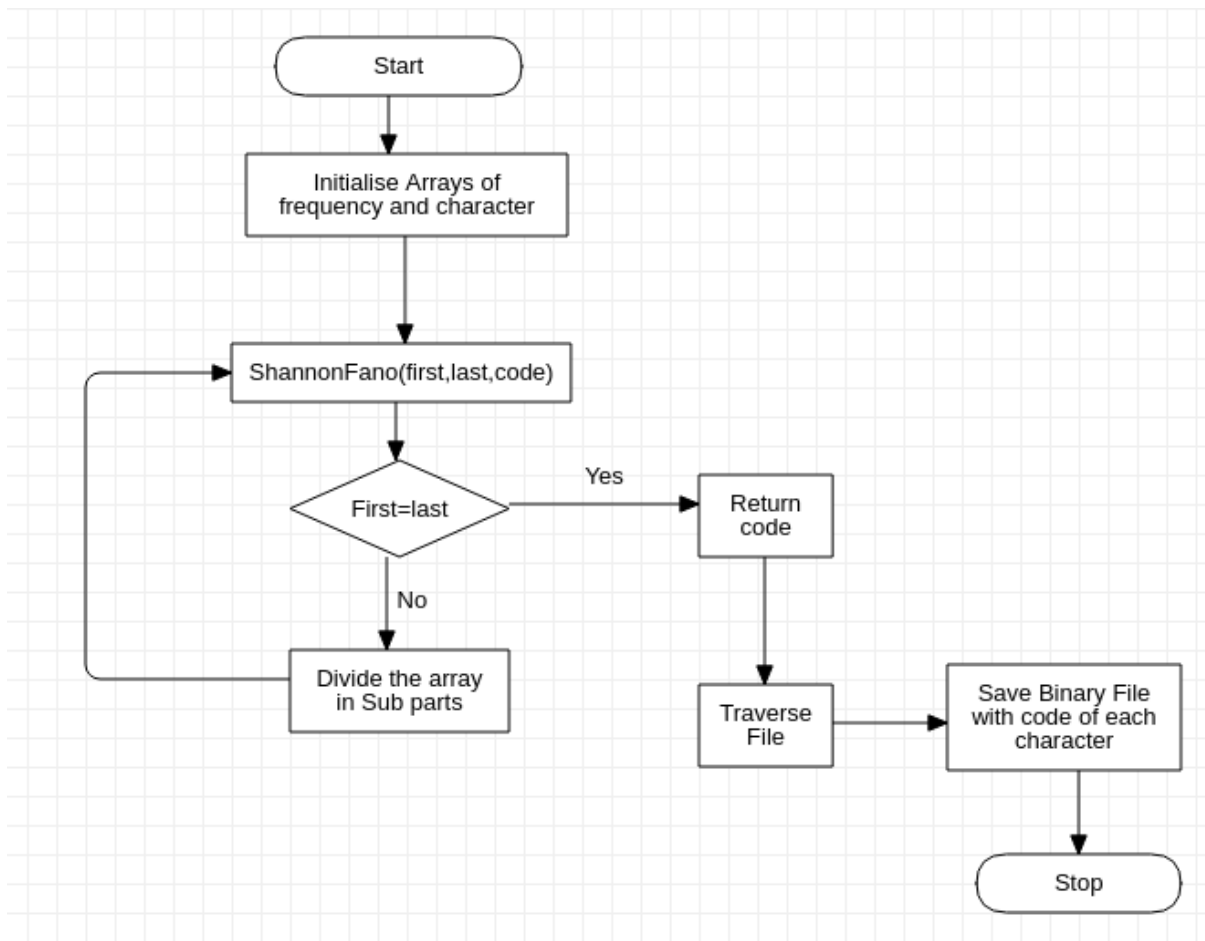 Start
Initialise Arrays of
frequency and character
ShannonFano(first,last,code)
First=last
Yes
Return
code
No
Divide the array
in Sub parts
Traverse
File
Save Binary File
with code of each
character
Stop